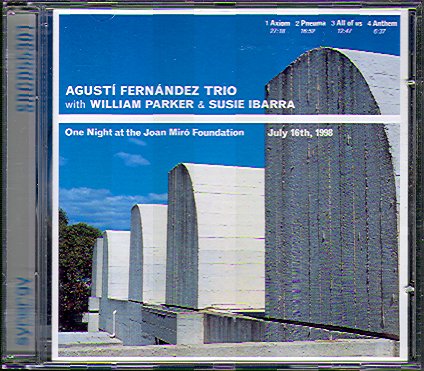 1 Axiom 2 Pneuma 3 All of us 4 Anthem
27:18 16:52 12:47 6:37
AGUSTÍ FERNÁNDEZ TRIO
with WILLIAM PARKER & SUSIE IBARRA
One Night at the Joan Miró Foundation July 16th, 1998